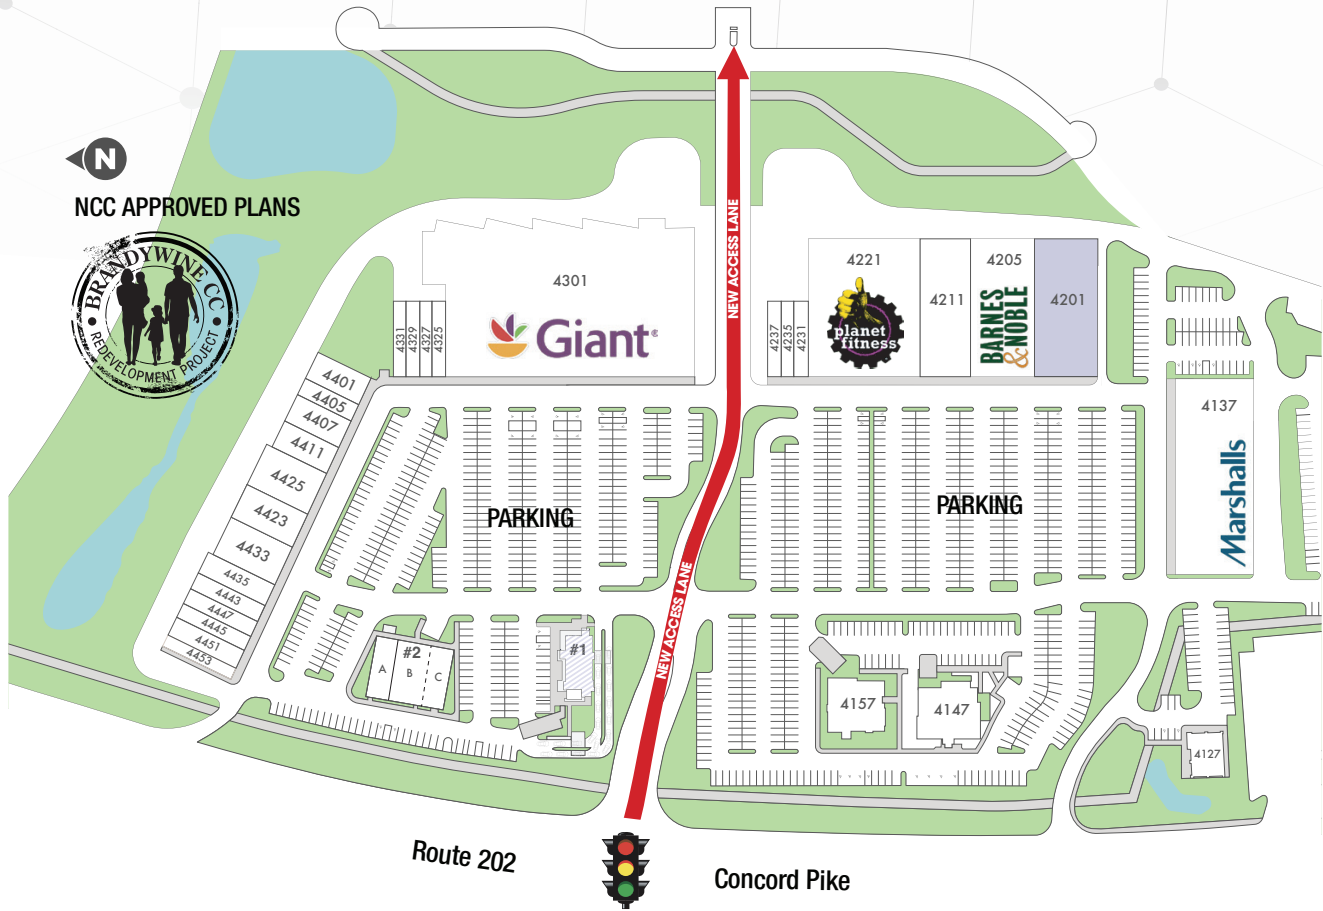 N
NCC APPROVED PLANS
BRANDYWINE CC
REDEVELOPMENT PROJECT
NEW ACCESS LANE
4301
Giant®
4331
4329
4327
4325
4237
4235
4231
4221
planet
fitness
4211
4205
BARNES
&NOBLE
4201
4137
Marshalls
4401
4405
4407
4411
4425
4423
4433
4435
4443
4447
4445
4451
4453
PARKING
PARKING
NEW ACCESS LANE
#2
A
B
C
#1
4157
4147
4127
Route 202
Concord Pike